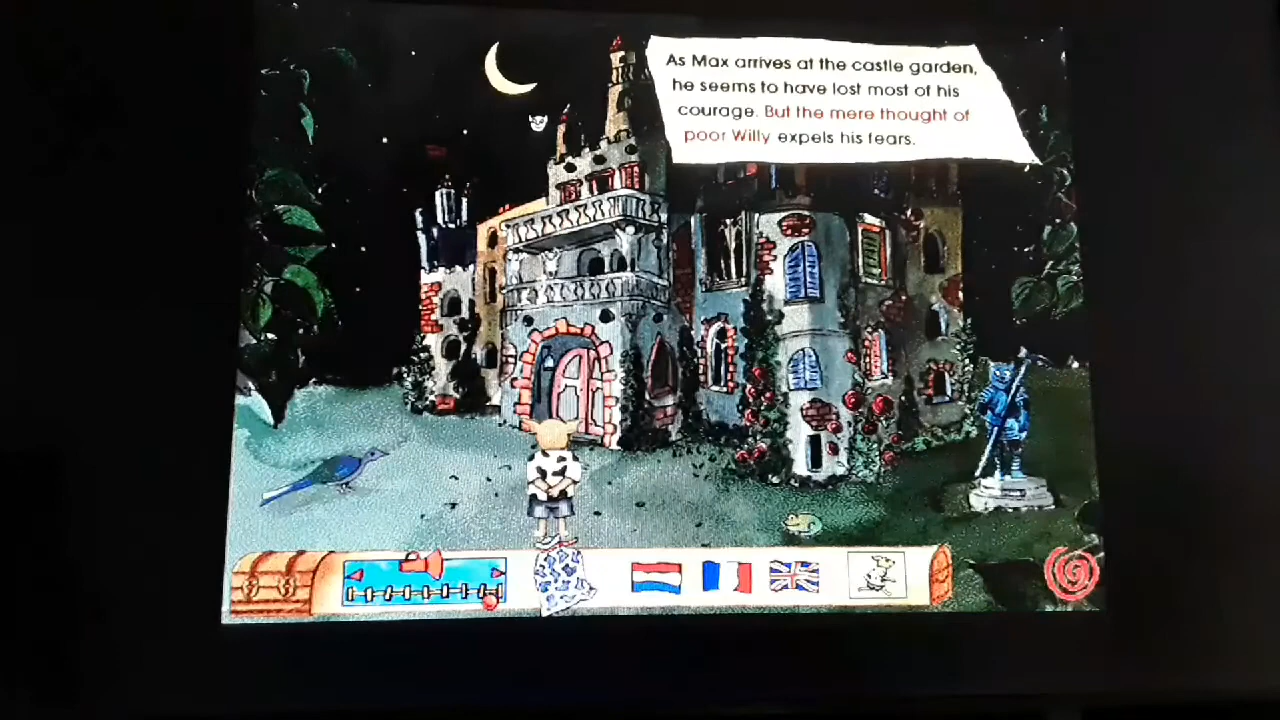 As Max arrives at the castle garden,
he seems to have lost most of his
courage. But the mere thought of
poor Willy expels his fears.